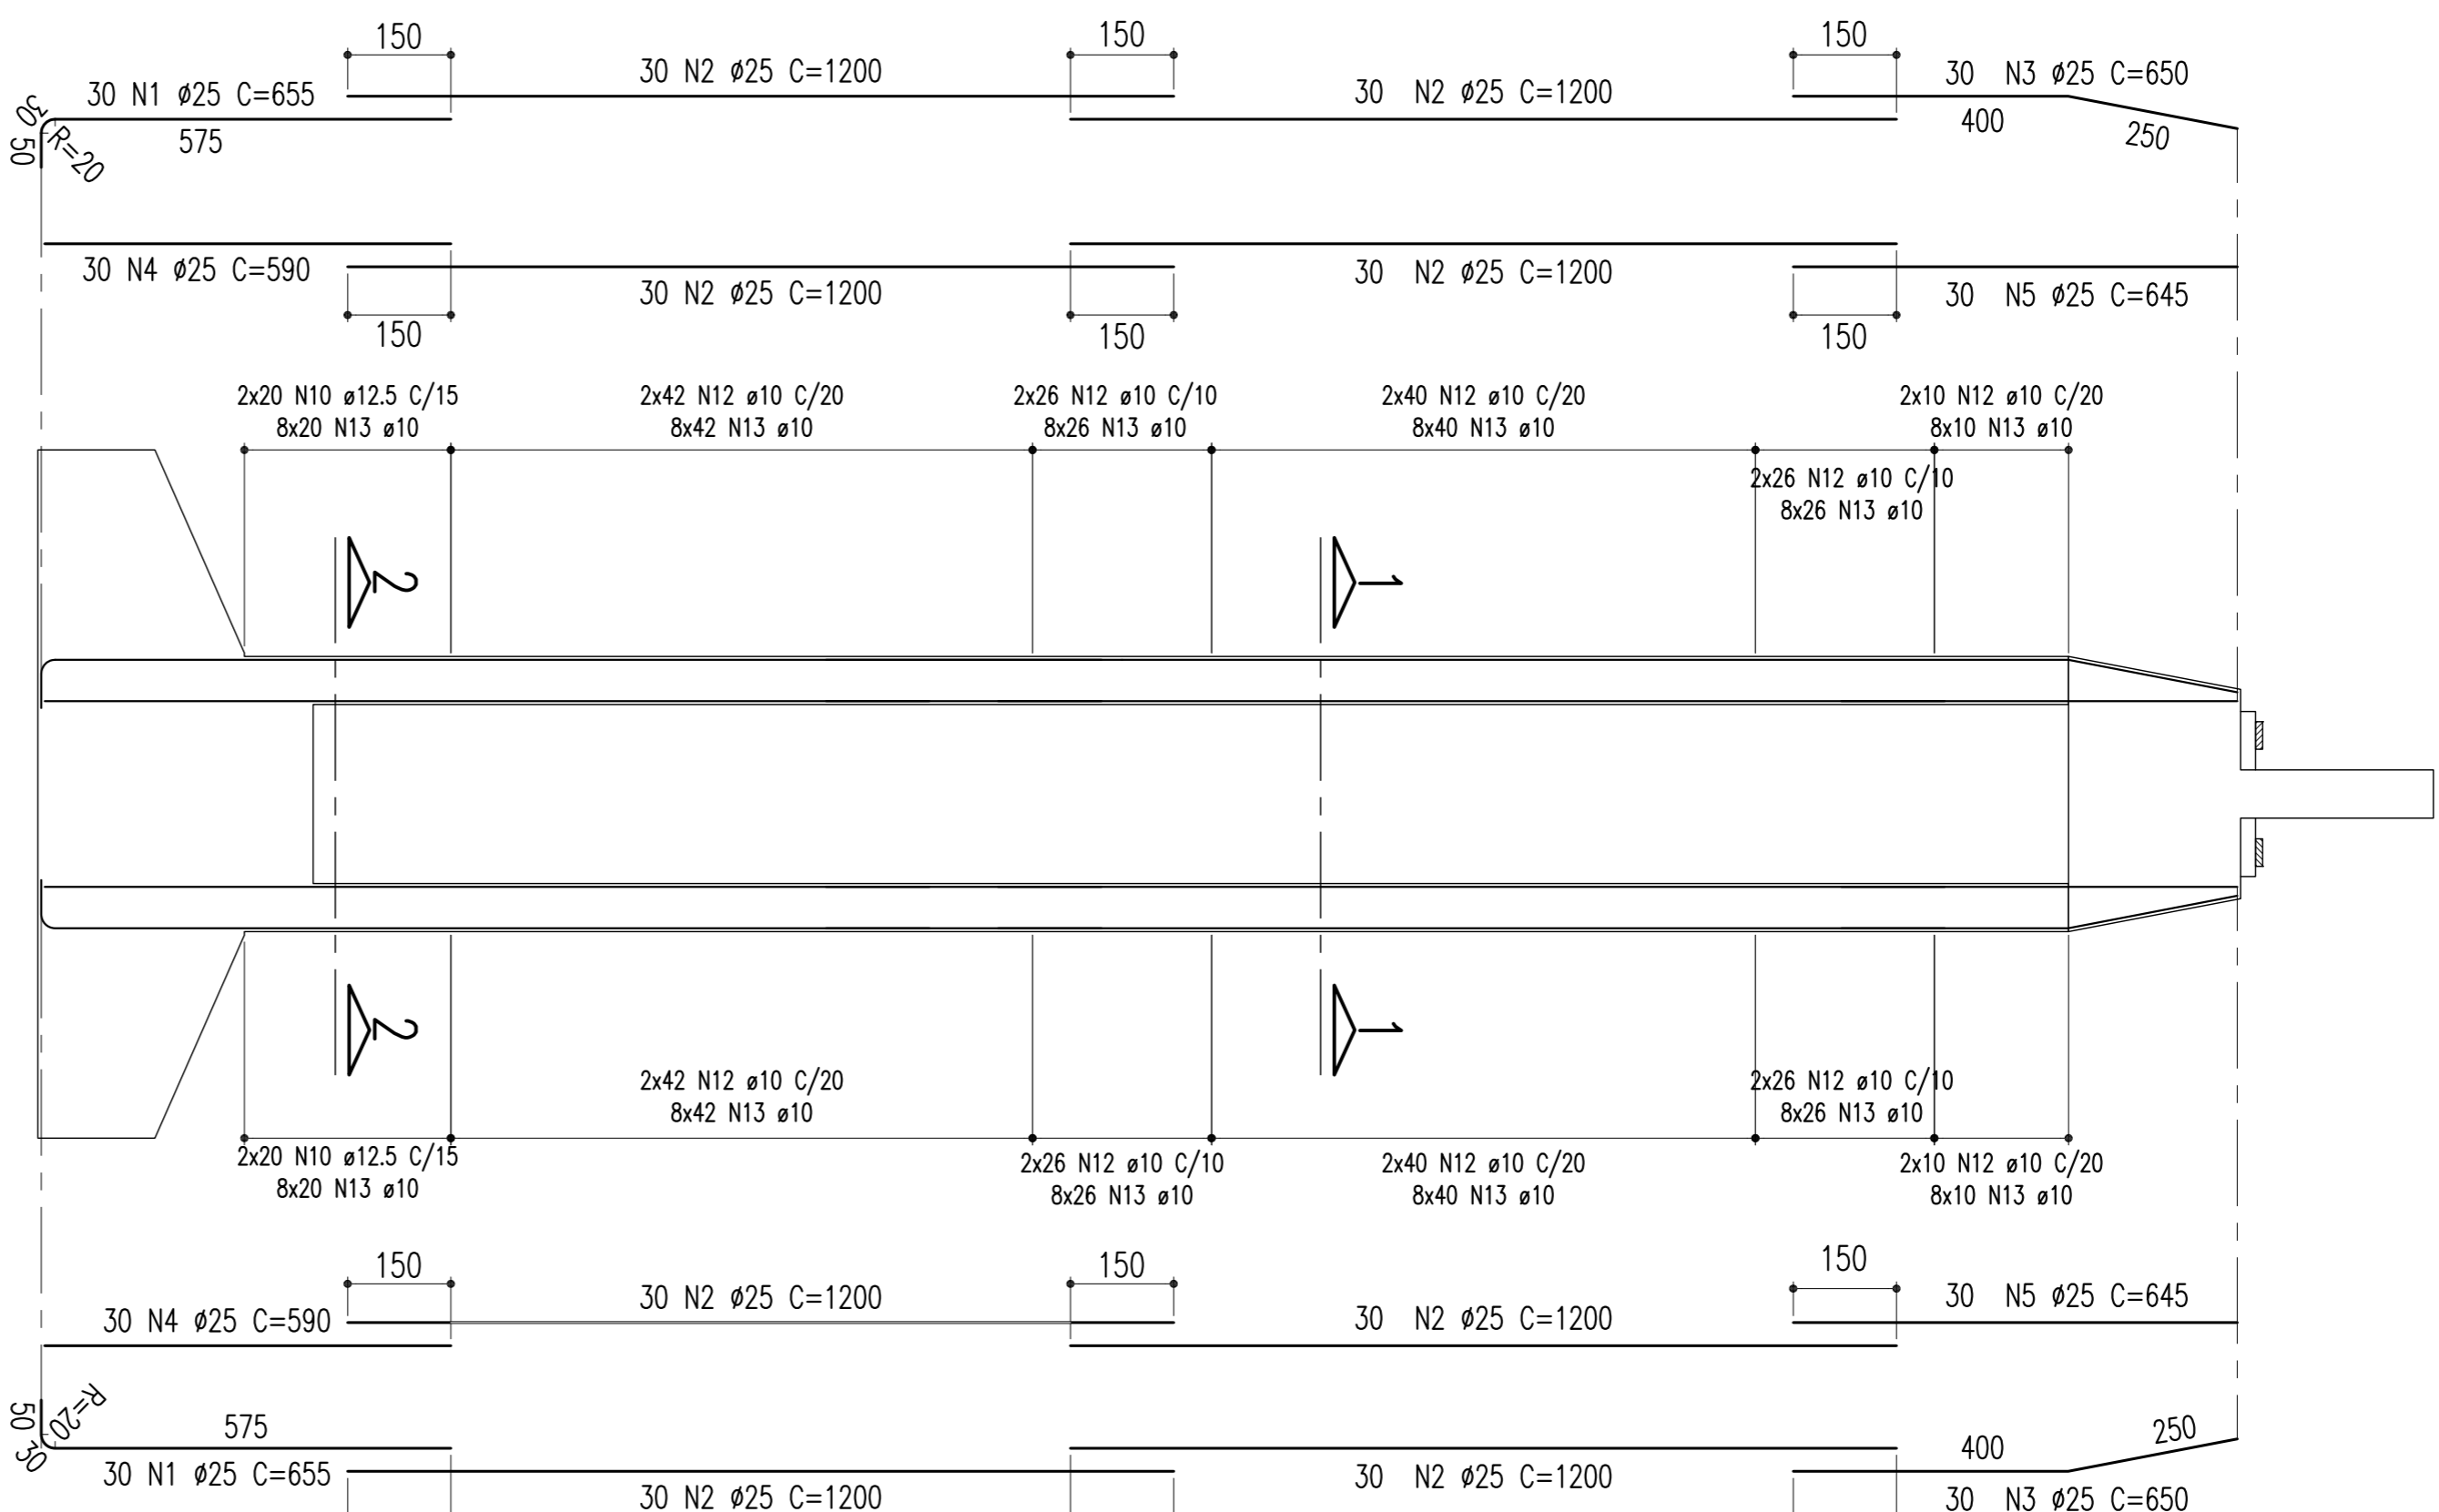 150
150
150
30 N1 ø25 C=655
30 N2 ø25 C=1200
30 N2 ø25 C=1200
30 N3 ø25 C=650
30
50
R=20
575
400
250
30 N4 ø25 C=590
30 N2 ø25 C=1200
30 N2 ø25 C=1200
30 N5 ø25 C=645
150
150
150
2x20 N10 ø12.5 C/15
8x20 N13 ø10
2x42 N12 ø10 C/20
8x42 N13 ø10
2x26 N12 ø10 C/10
8x26 N13 ø10
2x40 N12 ø10 C/20
8x40 N13 ø10
2x10 N12 ø10 C/20
8x10 N13 ø10
2x26 N12 ø10 C/10
8x26 N13 ø10
2
1
2
1
2x42 N12 ø10 C/20
8x42 N13 ø10
2x26 N12 ø10 C/10
8x26 N13 ø10
2x20 N10 ø12.5 C/15
8x20 N13 ø10
2x26 N12 ø10 C/10
8x26 N13 ø10
2x40 N12 ø10 C/20
8x40 N13 ø10
2x10 N12 ø10 C/20
8x10 N13 ø10
150
150
150
30 N4 ø25 C=590
30 N2 ø25 C=1200
30 N2 ø25 C=1200
30 N5 ø25 C=645
50
R=20
30
575
400
250
30 N1 ø25 C=655
30 N2 ø25 C=1200
30 N2 ø25 C=1200
30 N3 ø25 C=650